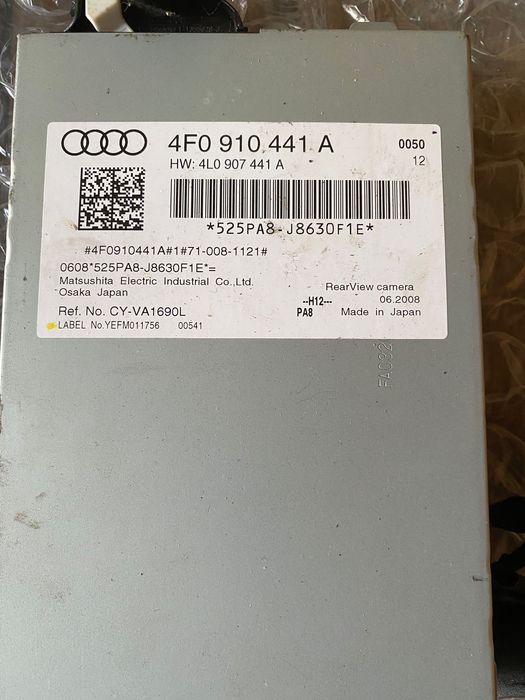 4F0 910 441 A
0050
HW: 4L0 907 441 A
12
*525PA8-J8630F1E*
#4F0910441A#1#71-008-1121#
0608*525PA8-J8630F1E*=
Matsushita Electric Industrial Co.,Ltd.
Osaka Japan
RearView camera
--H12---
06.2008
Ref. No. CY-VA1690L
PA8
Made in Japan
LABEL No.YEFM011756 00541